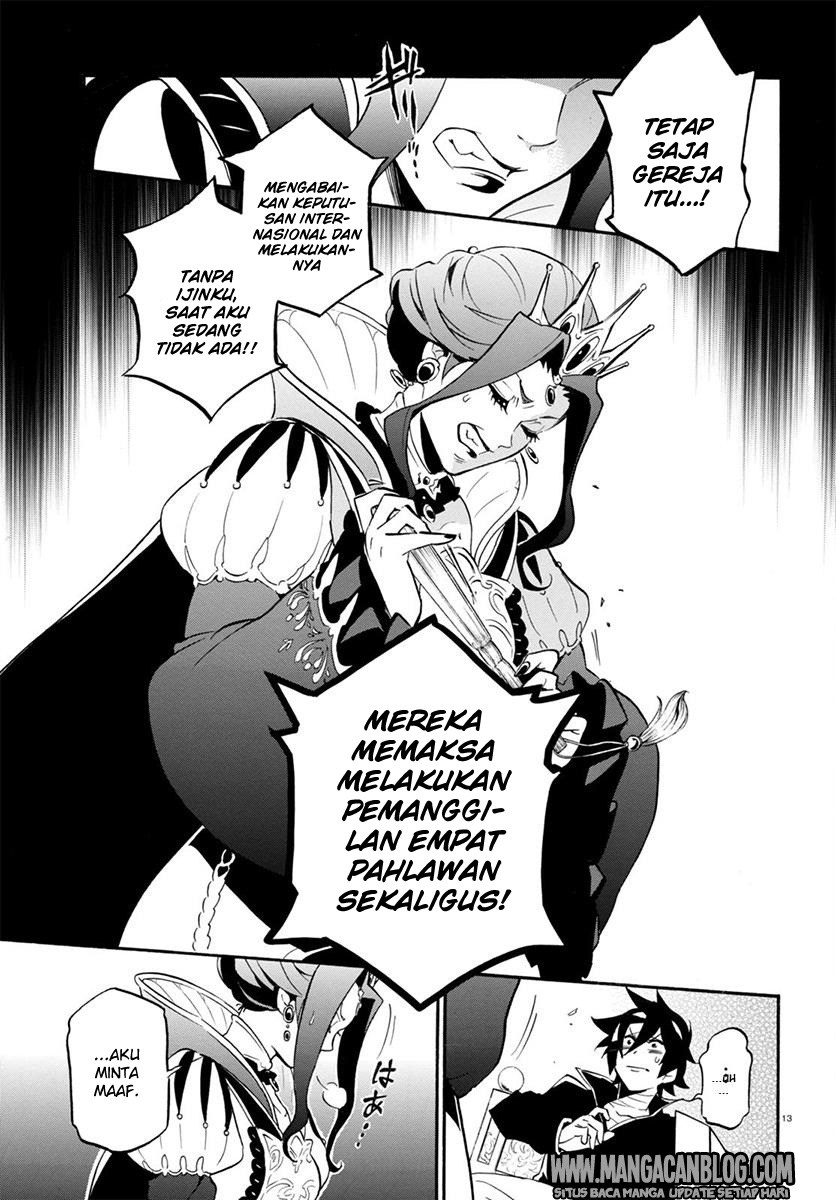 TETAP
SAJA
GEREJA
ITU...!
ギ
MENGABAI-
KAN KEPUTU-
SAN INTER-
NASIONAL DAN
MELAKUKAN-
NYA
TANPA
IJINKU,
SAAT AKU
SEDANG
TIDAK ADA!!
MEREKA
MEMAKSA
MELAKUKAN
PEMANGGI-
LAN EMPAT
PAHLAWAN
SEKALIGUS!
...OH
...
はぁ...
...AKU
MINTA
MAAF.
13
WWW.MANGACANBLOG.COM
SITUS BACA MANGA UPDATE SETIAP HARI